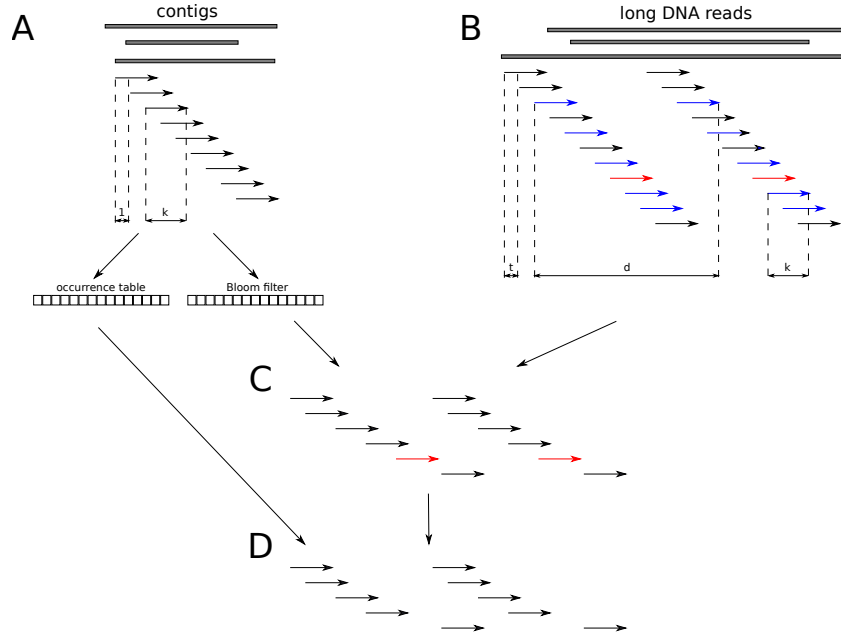 A
contigs
1
k
occurrence table
Bloom filter
B
long DNA reads
t
d
k
C
D